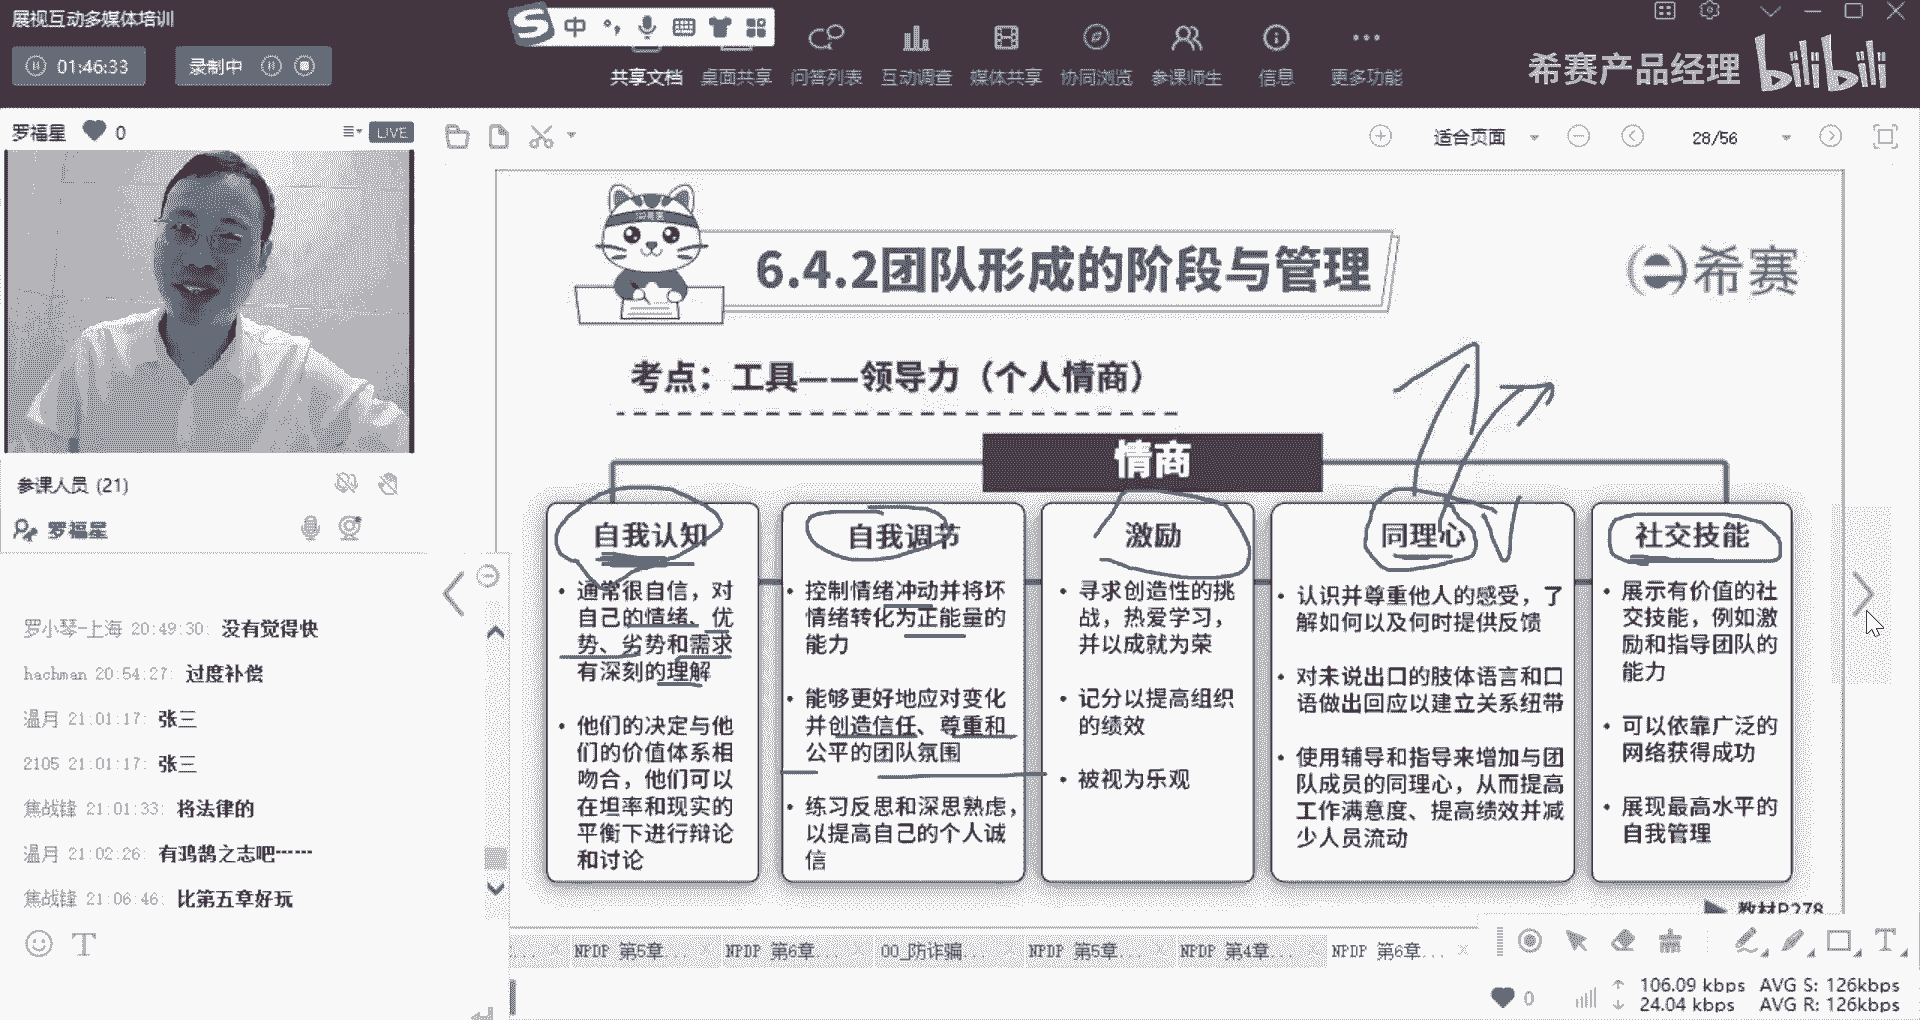 展视互动多媒体培训
01:46:33
录制中
中
共享文档
桌面共享
问答列表
互动调查
媒体共享
协同浏览
参课师生
信息
更多功能
希赛产品经理
bilibili
罗福星 0
LIVE
适合页面
28/56
参课人员 (21)
罗福星
罗小琴-上海 20:49:30: 没有觉得快
hachman 20:54:27: 过度补偿
温月 21:01:17: 张三
2105 21:01:17: 张三
焦战锋 21:01:33: 将法律的
温月 21:02:26: 有鸿鹄之志吧……
焦战锋 21:06:46: 比第五章好玩
6.4.2团队形成的阶段与管理
希赛
考点：工具——领导力（个人情商）
情商
自我认知
• 通常很自信，对
自己的情绪、优
势、劣势和需求
有深刻的理解
• 他们的决定与他
们的价值体系相
吻合，他们可以
在坦率和现实的
平衡下进行辩论
和讨论
自我调节
• 控制情绪冲动并将坏
情绪转化为正能量的
能力
• 能够更好地应对变化
并创造信任、尊重和
公平的团队氛围
• 练习反思和深思熟虑，
以提高自己的个人诚
信
激励
• 寻求创造性的挑
战，热爱学习，
并以成就为荣
• 记分以提高组织
的绩效
• 被视为乐观
同理心
• 认识并尊重他人的感受，了
解如何以及何时提供反馈
• 对未说出口的肢体语言和口
语做出回应以建立关系纽带
• 使用辅导和指导来增加与团
队成员的同理心，从而提高
工作满意度、提高绩效并减
少人员流动
社交技能
• 展示有价值的社
交技能，例如激
励和指导团队的
能力
• 可以依靠广泛的
网络获得成功
• 展现最高水平的
自我管理
教材P278
NPDP 第5章...
NPDP 第6章...
00_防诈骗...
NPDP 第5章...
NPDP 第4章...
NPDP 第6章...
0
106.09 kbps AVG S: 126kbps
24.04 kbps AVG R: 126kbps